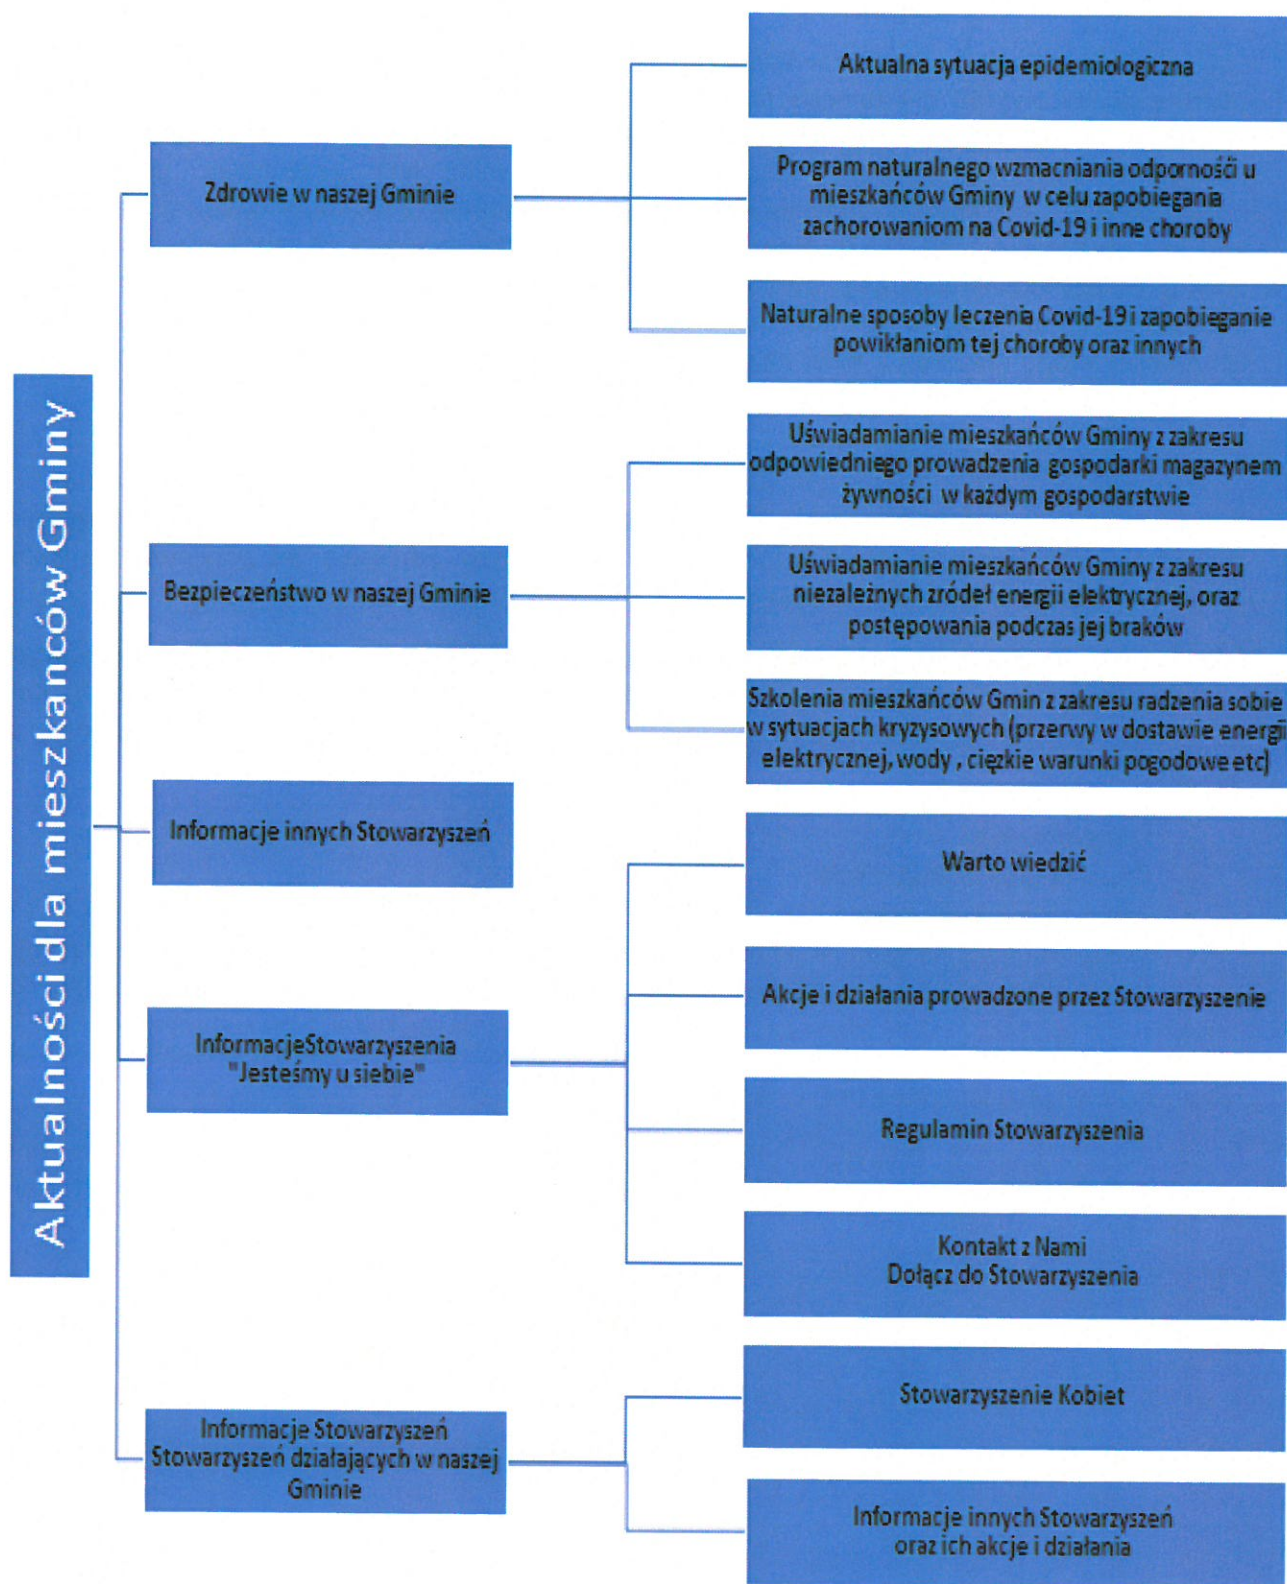 Aktualności dla mieszkanców Gminy
Zdrowie w naszej Gminie
Aktualna sytuacja epidemiologiczna
Program naturalnego wzmacniania odpornośći u
mieszkańców Gminy w celu zapobiegania
zachorowaniom na Covid-19 i inne choroby
Naturalne sposoby leczenia Covid-19 i zapobieganie
powikłaniom tej choroby oraz innych
Bezpieczeństwo w naszej Gminie
Uświadamianie mieszkańców Gminy z zakresu
odpowiedniego prowadzenia gospodarki magazynem
żywności w każdym gospodarstwie
Uświadamianie mieszkańców Gminy z zakresu
niezależnych zródeł energii elektrycznej, oraz
postępowania podczas jej braków
Szkolenia mieszkańców Gmin z zakresu radzenia sobie
w sytuacjach kryzysowych (przerwy w dostawie energii
elektrycznej, wody , cięzkie warunki pogodowe etc)
Informacje innych Stowarzyszeń
InformacjeStowarzyszenia
"Jesteśmy u siebie"
Warto wiedzić
Akcje i działania prowadzone przez Stowarzyszenie
Regulamin Stowarzyszenia
Kontakt z Nami
Dołącz do Stowarzyszenia
Informacje Stowarzyszeń
Stowarzyszeń działających w naszej
Gminie
Stowarzyszenie Kobiet
Informacje innych Stowarzyszeń
oraz ich akcje i działania